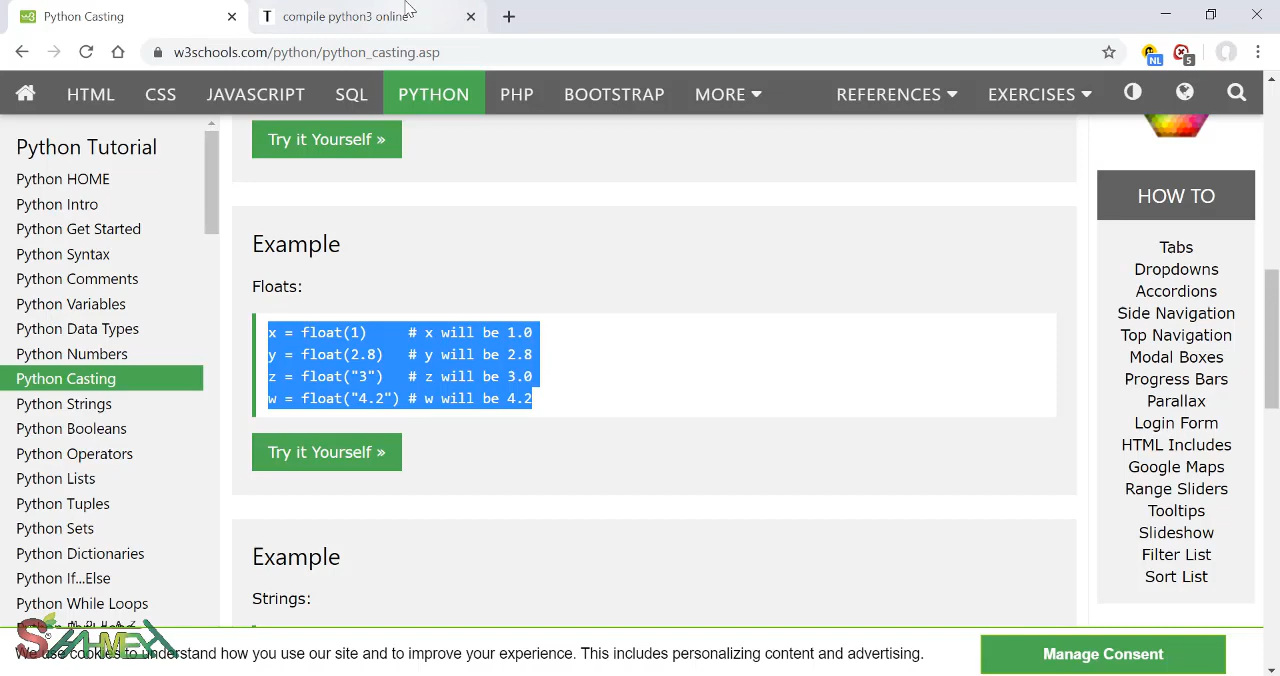 Python Casting
T compile python3 online
w3schools.com/python/python_casting.asp
NL
5
HTML CSS JAVASCRIPT SQL PYTHON PHP BOOTSTRAP MORE REFERENCES EXERCISES
Python Tutorial
Python HOME
Python Intro
Python Get Started
Python Syntax
Python Comments
Python Variables
Python Data Types
Python Numbers
Python Casting
Python Strings
Python Booleans
Python Operators
Python Lists
Python Tuples
Python Sets
Python Dictionaries
Python If...Else
Python While Loops
Try it Yourself »
Example
Floats:
x = float(1)     # x will be 1.0
y = float(2.8)   # y will be 2.8
z = float("3")   # z will be 3.0
w = float("4.2") # w will be 4.2
Try it Yourself »
Example
Strings:
HOW TO
Tabs
Dropdowns
Accordions
Side Navigation
Top Navigation
Modal Boxes
Progress Bars
Parallax
Login Form
HTML Includes
Google Maps
Range Sliders
Tooltips
Slideshow
Filter List
Sort List
We use cookies to understand how you use our site and to improve your experience. This includes personalizing content and advertising.
Manage Consent